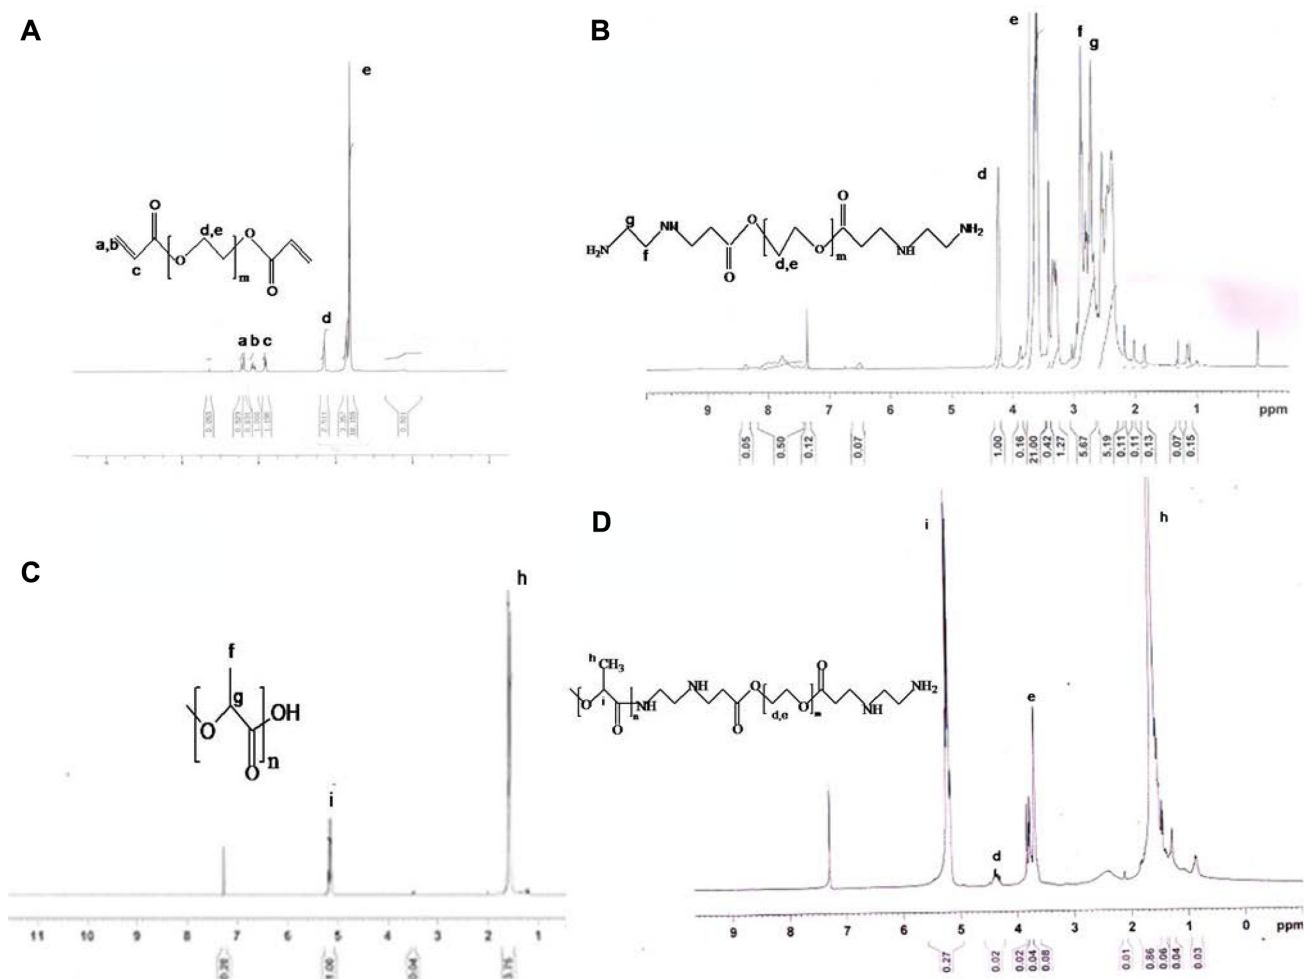 A
e
d
a b c
O
a,b
c
d,e
O
O
m
O
B
e
f
g
d
O
g
NH
H₂N
f
O
O
d,e
O
m
NH
NH₂
9 8 7 6 5 4 3 2 1 ppm
0.05 0.50 0.12 0.07 1.00 0.16 21.00 0.42 1.27 5.67 5.19 0.11 0.11 0.13 0.07 0.15
C
h
i
f
g
O
OH
O
n
11 10 9 8 7 6 5 4 3 2 1
1.00 0.04
D
i
h
e
d
h
CH₃
O
i
O
n
NH
NH
O
O
d,e
O
m
O
NH
NH₂
9 8 7 6 5 4 3 2 1 0 ppm
0.27 0.02 0.02 0.04 0.08 0.01 0.86 0.06 0.04 0.03